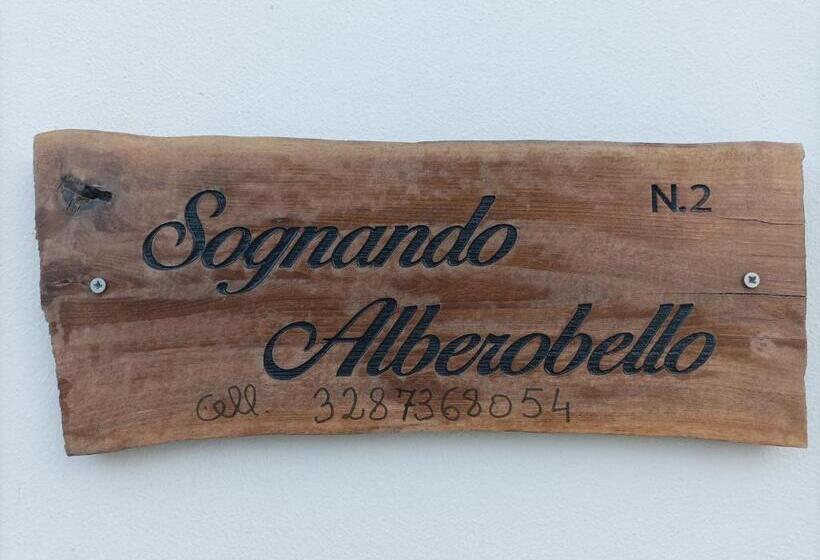 N.2
Sognando
Alberobello
Cell. 3287368054